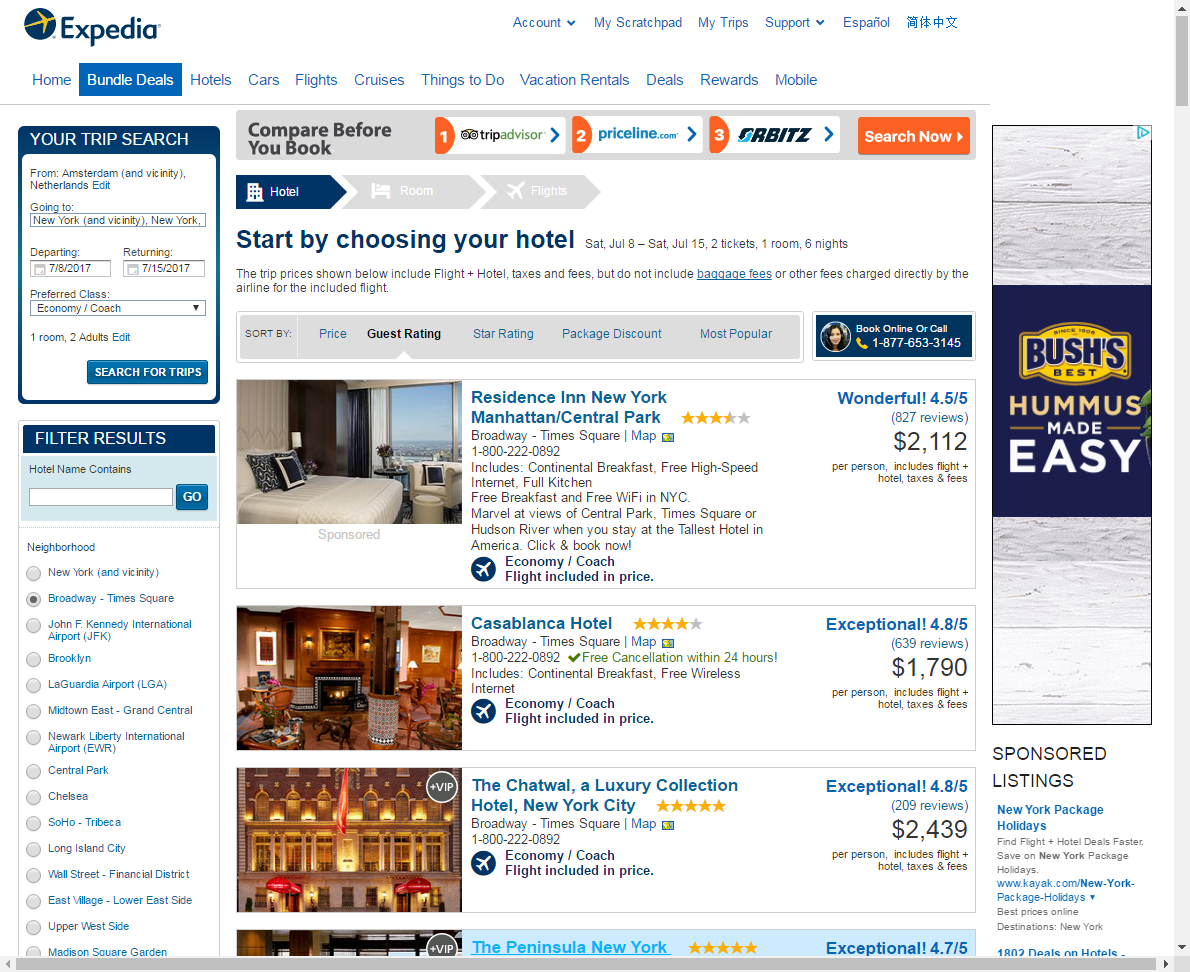 Expedia
Account
My Scratchpad
My Trips
Support
Español
简体中文
Home
Bundle Deals
Hotels
Cars
Flights
Cruises
Things to Do
Vacation Rentals
Deals
Rewards
Mobile
YOUR TRIP SEARCH
From: Amsterdam (and vicinity),
Netherlands Edit
Going to:
New York (and vicinity), New York,
Departing:
Returning:
7/8/2017
7/15/2017
Preferred Class:
Economy / Coach
1 room, 2 Adults Edit
SEARCH FOR TRIPS
FILTER RESULTS
Hotel Name Contains
GO
Neighborhood
New York (and vicinity)
Broadway - Times Square
John F. Kennedy International
Airport (JFK)
Brooklyn
LaGuardia Airport (LGA)
Midtown East - Grand Central
Newark Liberty International
Airport (EWR)
Central Park
Chelsea
SoHo - Tribeca
Long Island City
Wall Street - Financial District
East Village - Lower East Side
Upper West Side
Madison Square Garden
Compare Before
You Book
1 tripadvisor
2 priceline.com
3 ORBITZ
Search Now
Hotel
Room
Flights
Start by choosing your hotel Sat, Jul 8 – Sat, Jul 15, 2 tickets, 1 room, 6 nights
The trip prices shown below include Flight + Hotel, taxes and fees, but do not include baggage fees or other fees charged directly by the
airline for the included flight.
SORT BY:
Price
Guest Rating
Star Rating
Package Discount
Most Popular
Book Online Or Call
1-877-653-3145
Residence Inn New York
Manhattan/Central Park
Broadway - Times Square | Map
1-800-222-0892
Includes: Continental Breakfast, Free High-Speed
Internet, Full Kitchen
Free Breakfast and Free WiFi in NYC.
Marvel at views of Central Park, Times Square or
Hudson River when you stay at the Tallest Hotel in
America. Click & book now!
Economy / Coach
Flight included in price.
Sponsored
Wonderful! 4.5/5
(827 reviews)
$2,112
per person, includes flight +
hotel, taxes & fees
Casablanca Hotel
Broadway - Times Square | Map
1-800-222-0892 Free Cancellation within 24 hours!
Includes: Continental Breakfast, Free Wireless
Internet
Economy / Coach
Flight included in price.
Exceptional! 4.8/5
(639 reviews)
$1,790
per person, includes flight +
hotel, taxes & fees
+VIP
The Chatwal, a Luxury Collection
Hotel, New York City
Broadway - Times Square | Map
1-800-222-0892
Economy / Coach
Flight included in price.
Exceptional! 4.8/5
(209 reviews)
$2,439
per person, includes flight +
hotel, taxes & fees
+VIP
The Peninsula New York
Exceptional! 4.7/5
SINCE 1908
BUSH'S
BEST
HUMMUS
MADE
EASY
SPONSORED
LISTINGS
New York Package
Holidays
Find Flight + Hotel Deals Faster.
Save on New York Package
Holidays.
www.kayak.com/New-York-
Package-Holidays
Best prices online
Destinations: New York
1802 Deals on Hotels -